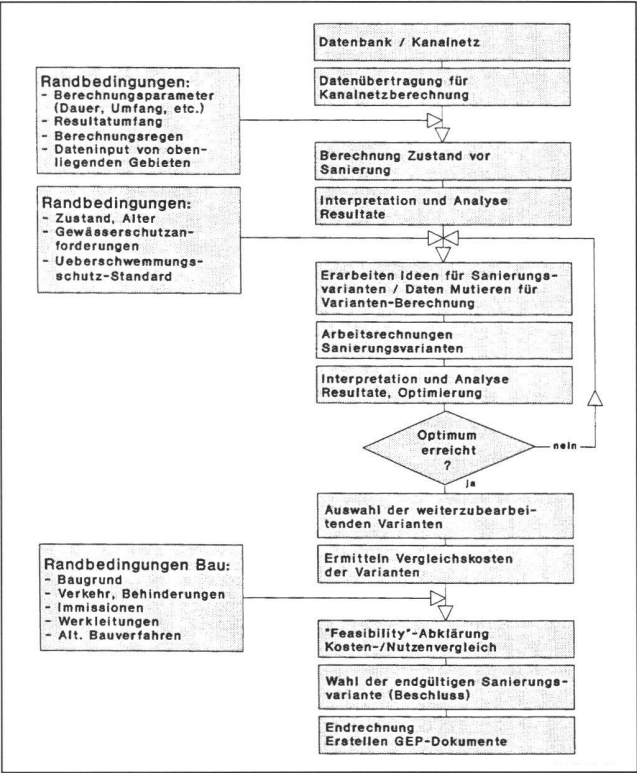 Datenbank / Kanalnetz
Datenübertragung für
Kanalnetzberechnung
Randbedingungen:
- Berechnungsparameter
(Dauer, Umfang, etc.)
- Resultatumfang
- Berechnungsregen
- Dateninput von oben-
liegenden Gebieten
Berechnung Zustand vor
Sanierung
Interpretation und Analyse
Resultate
Randbedingungen:
- Zustand, Alter
- Gewässerschutzan-
forderungen
- Ueberschwemmungs-
schutz-Standard
Erarbeiten Ideen für Sanierungs-
varianten / Daten Mutieren für
Varianten-Berechnung
Arbeitsrechnungen
Sanierungsvarianten
Interpretation und Analyse
Resultate, Optimierung
Optimum
erreicht
?
nein
ja
Auswahl der weiterzubearbei-
tenden Varianten
Ermitteln Vergleichskosten
der Varianten
Randbedingungen Bau:
- Baugrund
- Verkehr, Behinderungen
- Immissionen
- Werkleitungen
- Alt. Bauverfahren
"Feasibility"-Abklärung
Kosten-/Nutzenvergleich
Wahl der endgültigen Sanierungs-
variante (Beschluss)
Endrechnung
Erstellen GEP-Dokumente